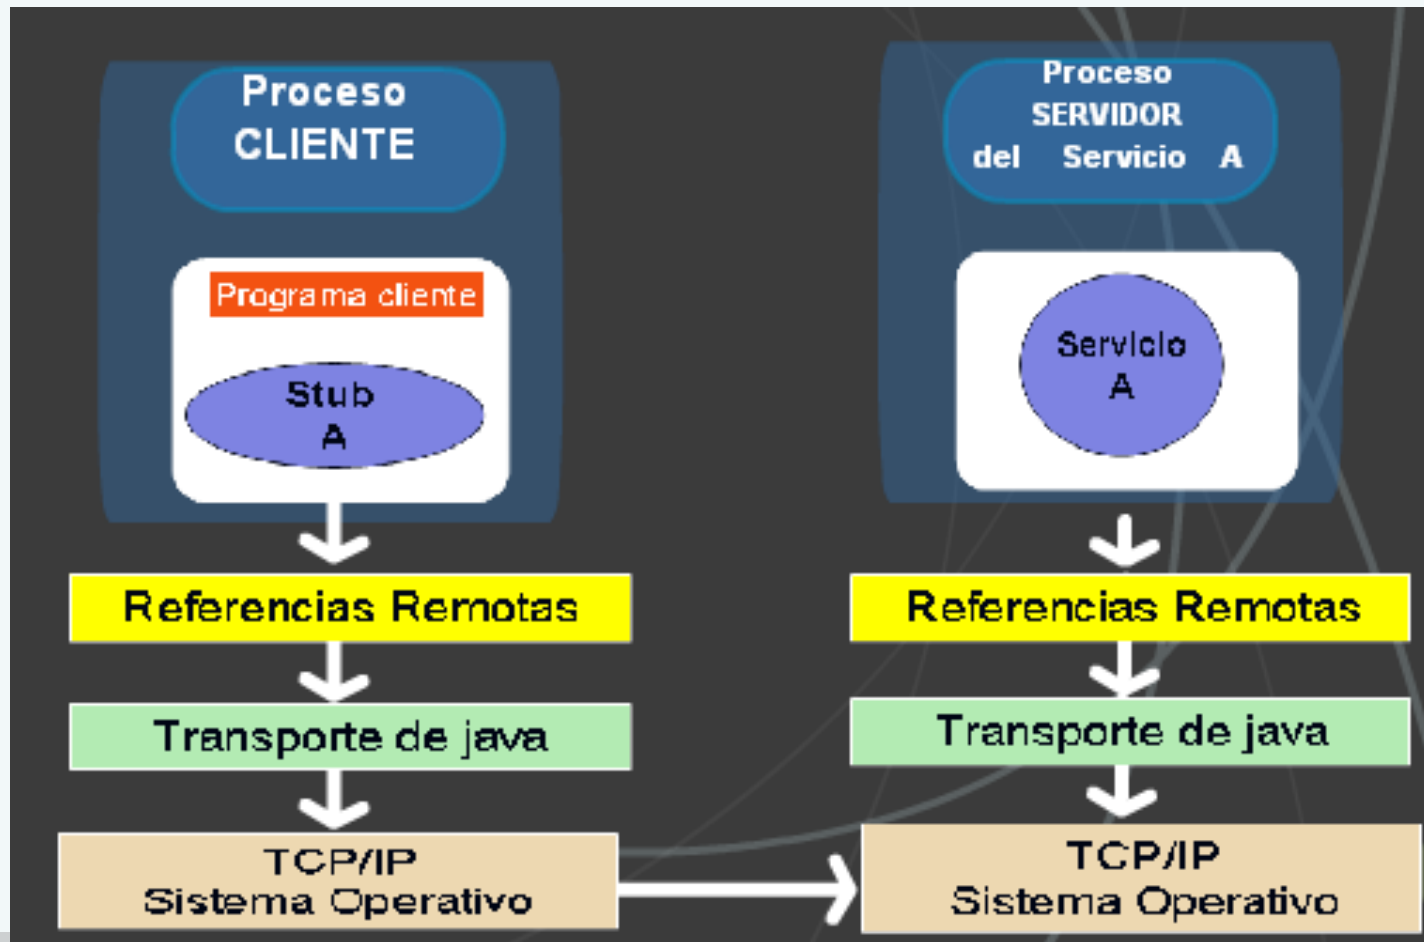 Proceso
CLIENTE
Programa cliente
Stub
A
Referencias Remotas
Transporte de java
TCP/IP
Sistema Operativo
Proceso
SERVIDOR
del Servicio A
Servicio
A
Referencias Remotas
Transporte de java
TCP/IP
Sistema Operativo